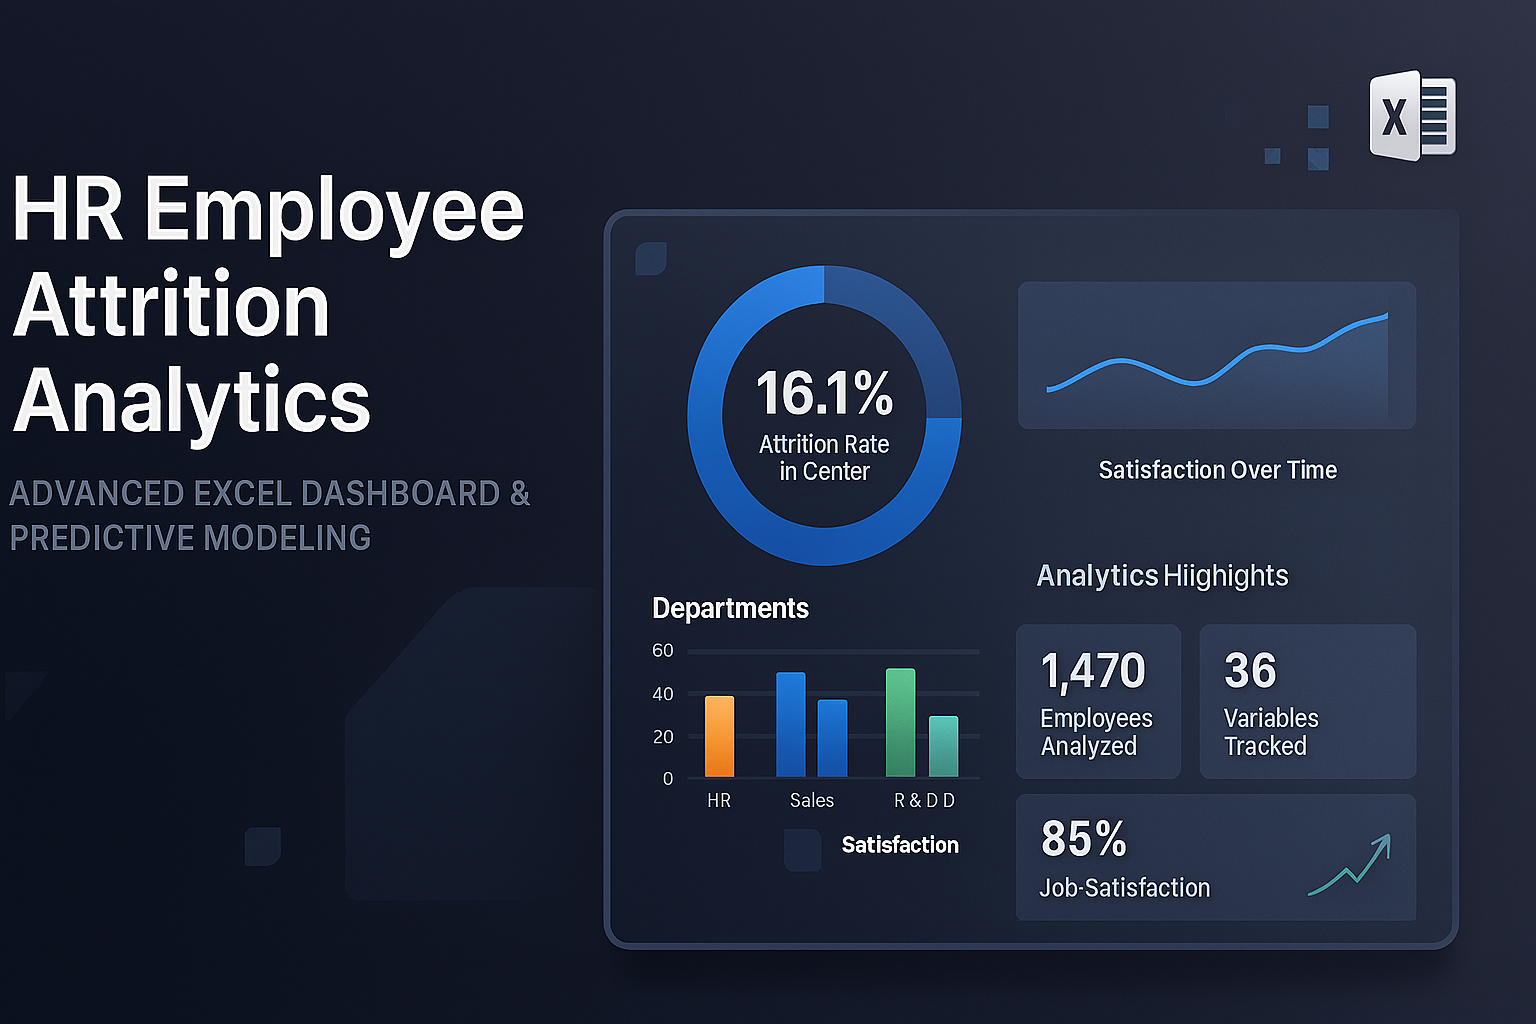 HR Employee
Attrition
Analytics
ADVANCED EXCEL DASHBOARD &
PREDICTIVE MODELING
X
16.1%
Attrition Rate
in Center
Satisfaction Over Time
Departments
60
40
20
0
HR Sales R & D D
Satisfaction
Analytics Hiighights
1,470
Employees
Analyzed
36
Variables
Tracked
85%
Job-Satisfaction